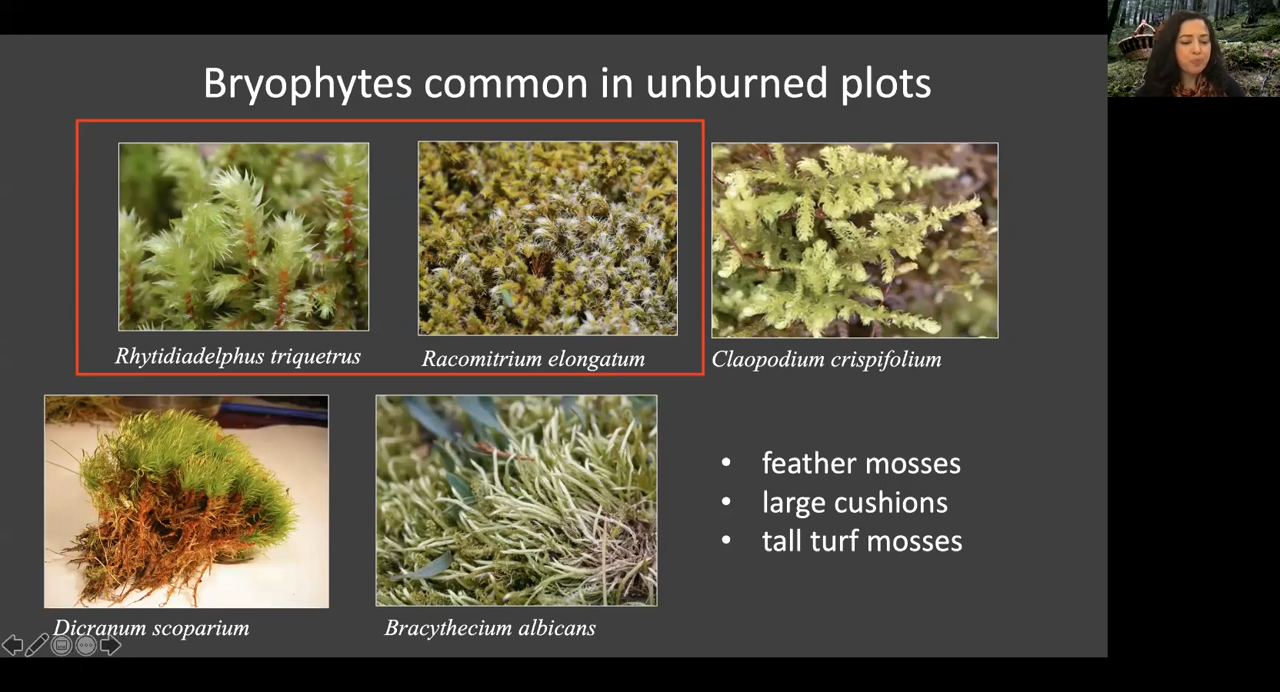 Bryophytes common in unburned plots
Rhytidiadelphus triquetrus
Racomitrium elongatum
Claopodium crispifolium
Dicranum scoparium
Bracythecium albicans
• feather mosses
• large cushions
• tall turf mosses